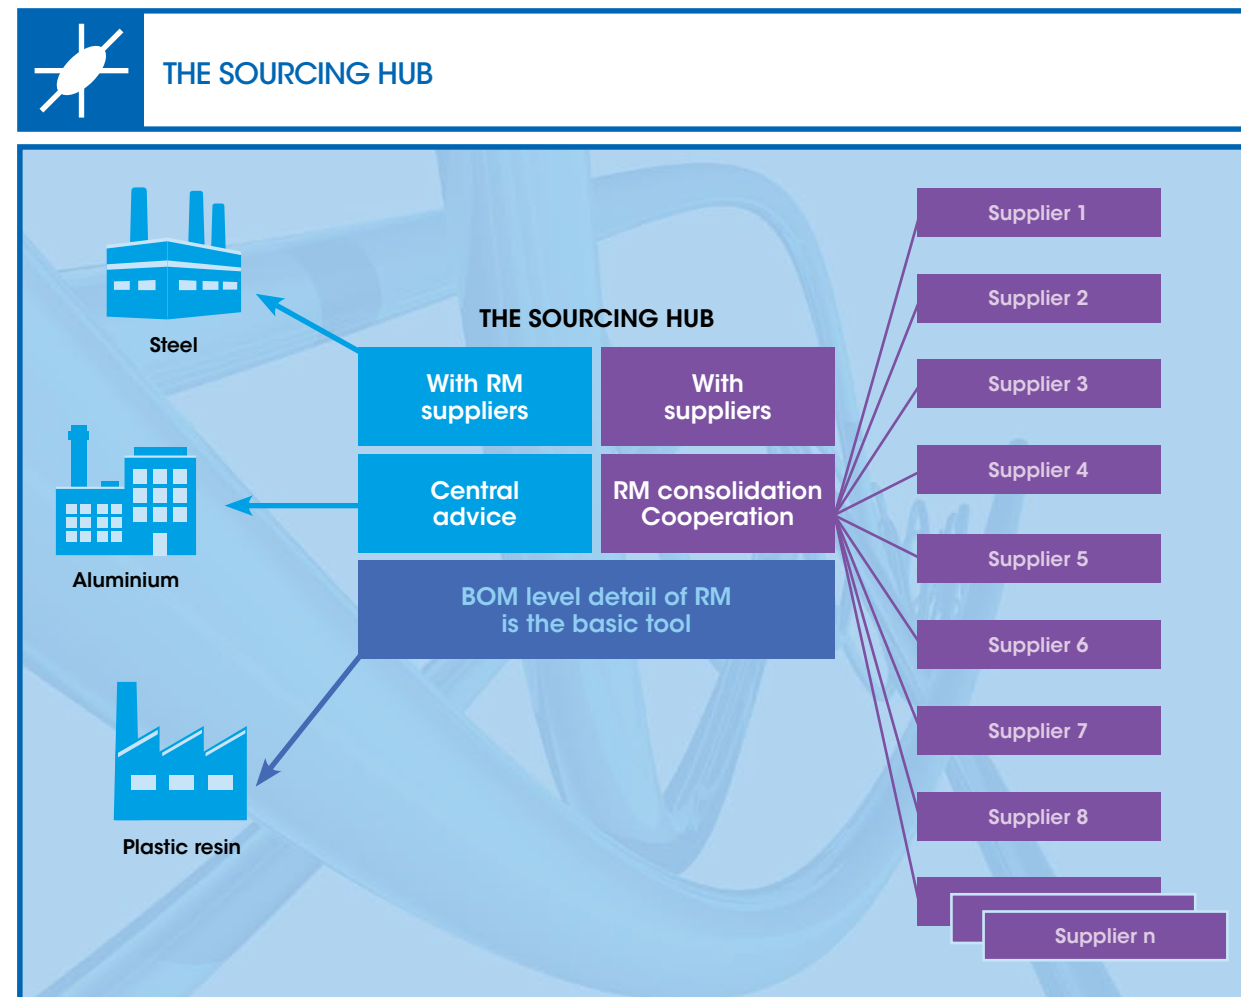 THE SOURCING HUB
Steel
Aluminium
Plastic resin
THE SOURCING HUB
With RM
suppliers
With
suppliers
Central
advice
RM consolidation
Cooperation
BOM level detail of RM
is the basic tool
Supplier 1
Supplier 2
Supplier 3
Supplier 4
Supplier 5
Supplier 6
Supplier 7
Supplier 8
Supplier n